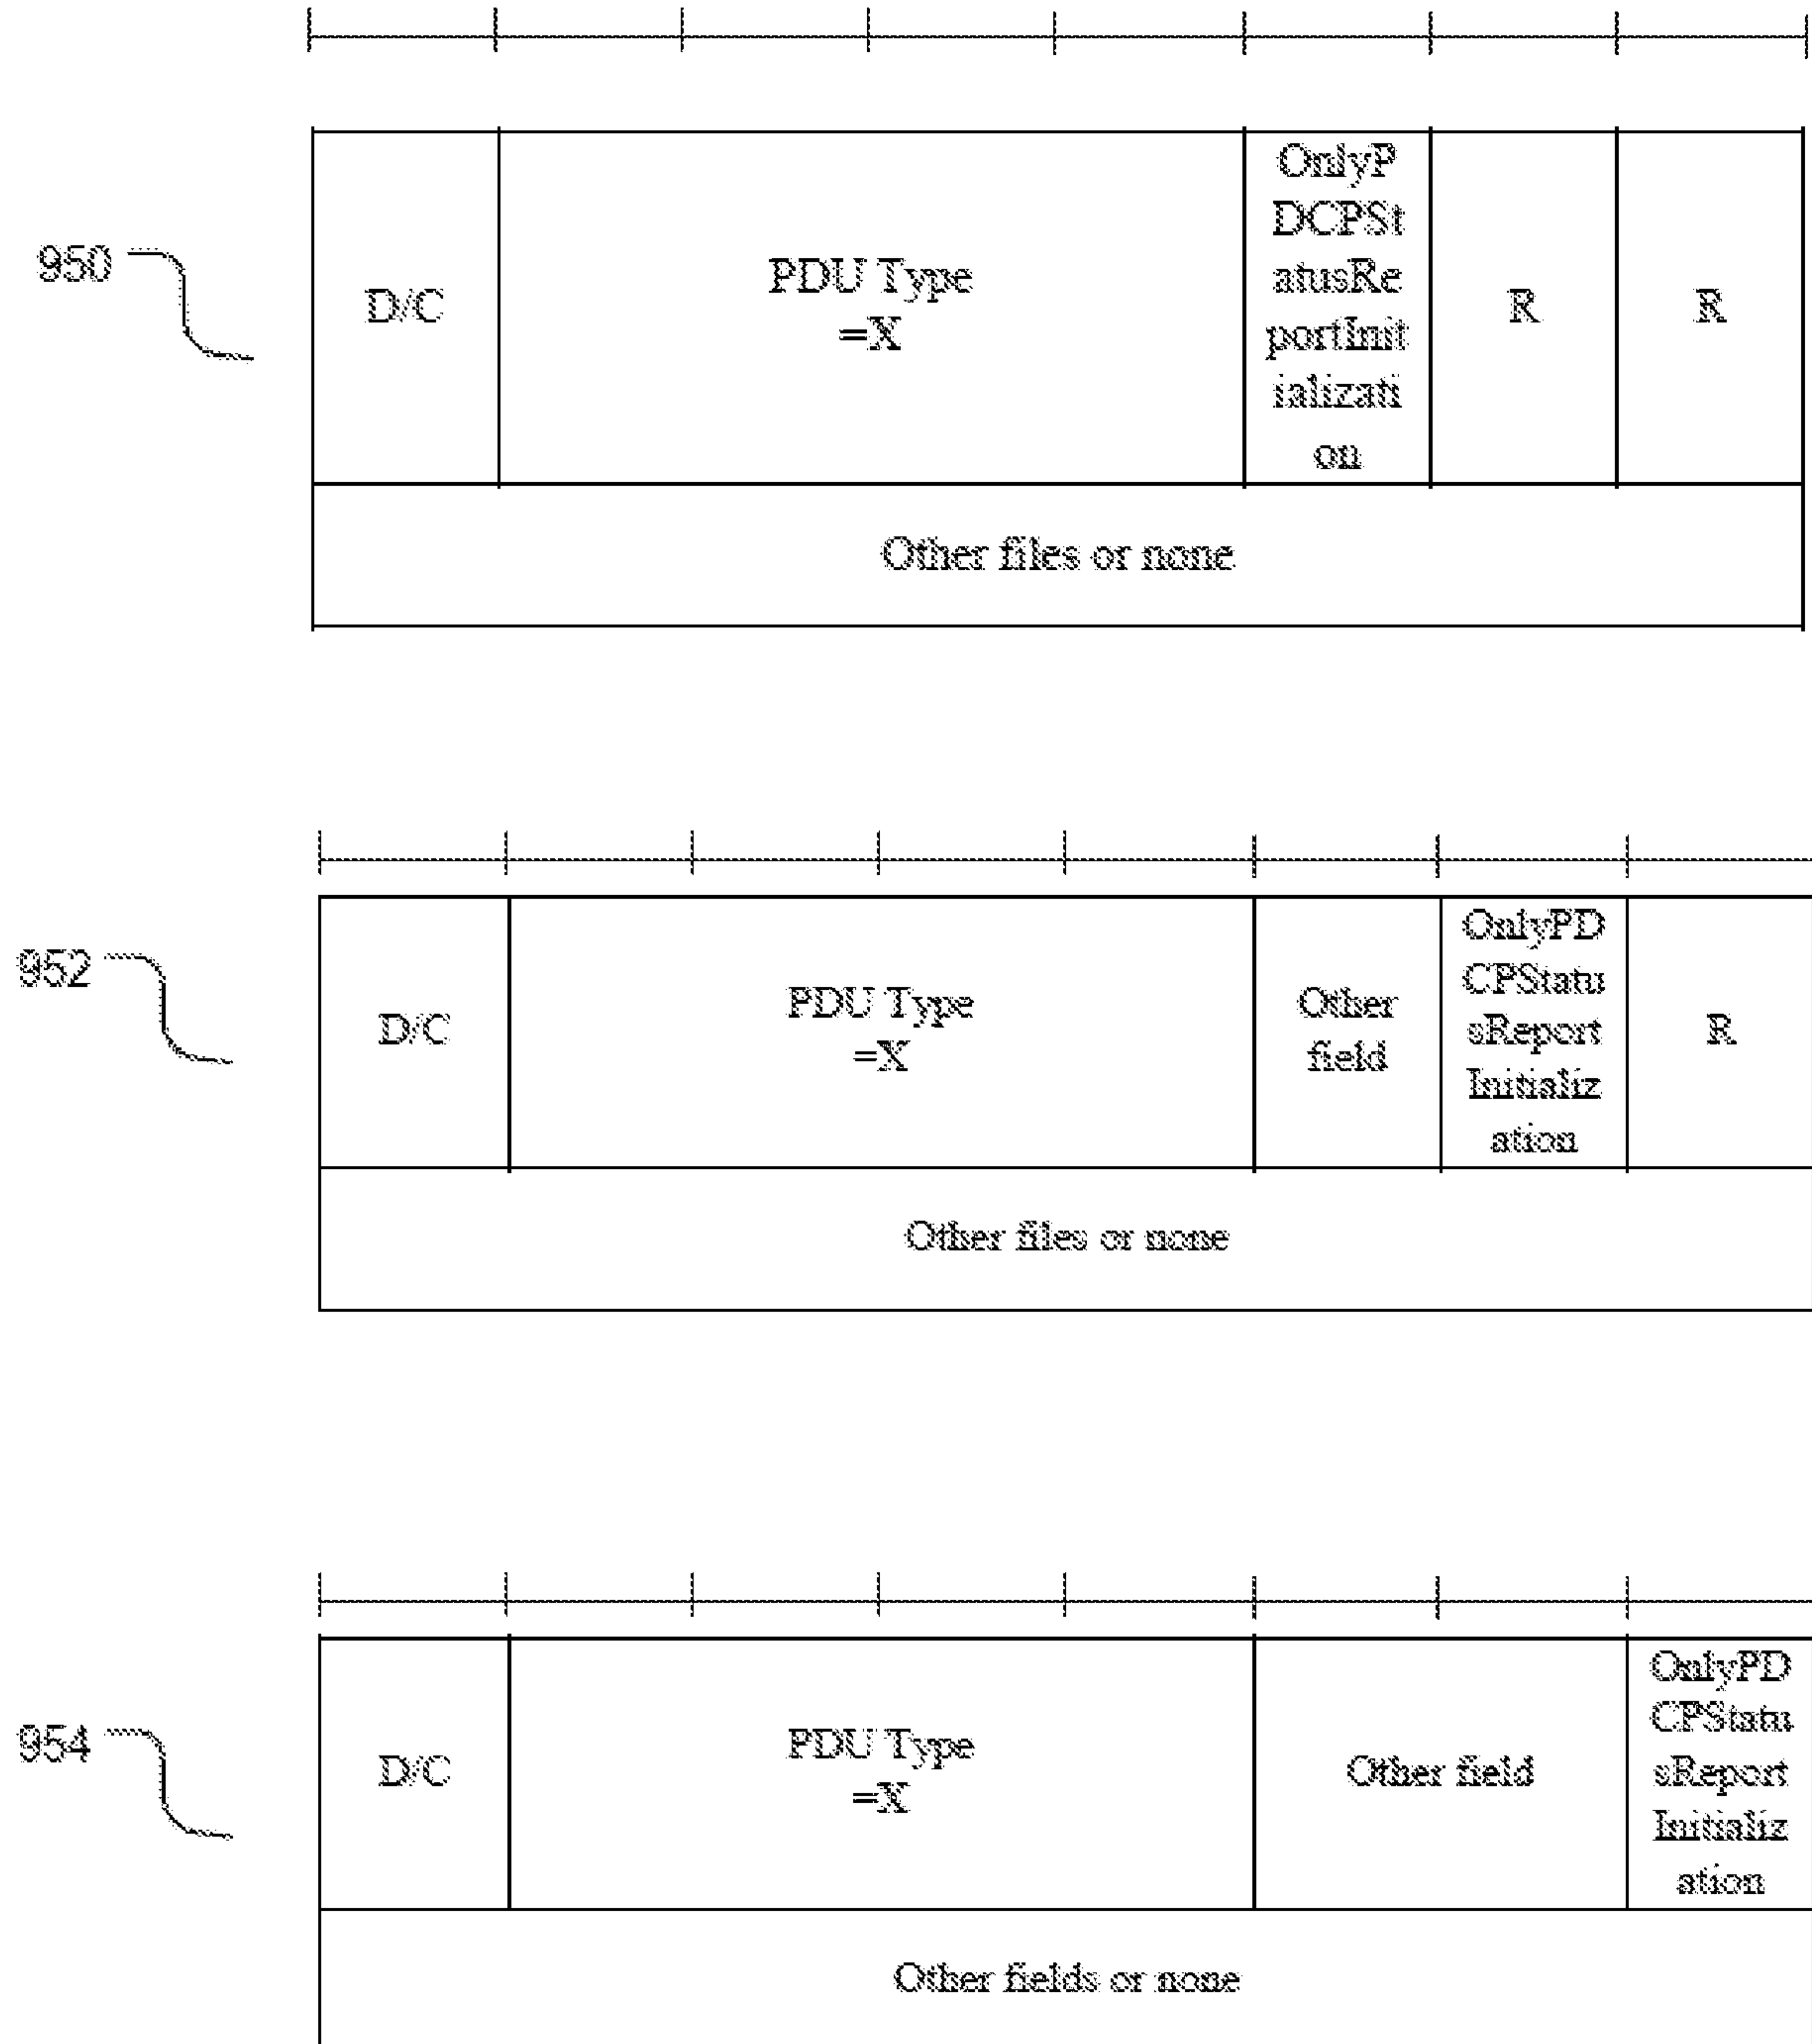 950
D/C
PDU Type
=X
OnlyP
DCPSt
atusRe
portInit
ializati
on
R
R
Other files or none
952
D/C
PDU Type
=X
Other
field
OnlyPD
CPStatu
sReport
Initializ
ation
R
Other files or none
954
D/C
PDU Type
=X
Other field
OnlyPD
CPStatu
sReport
Initializ
ation
Other fields or none